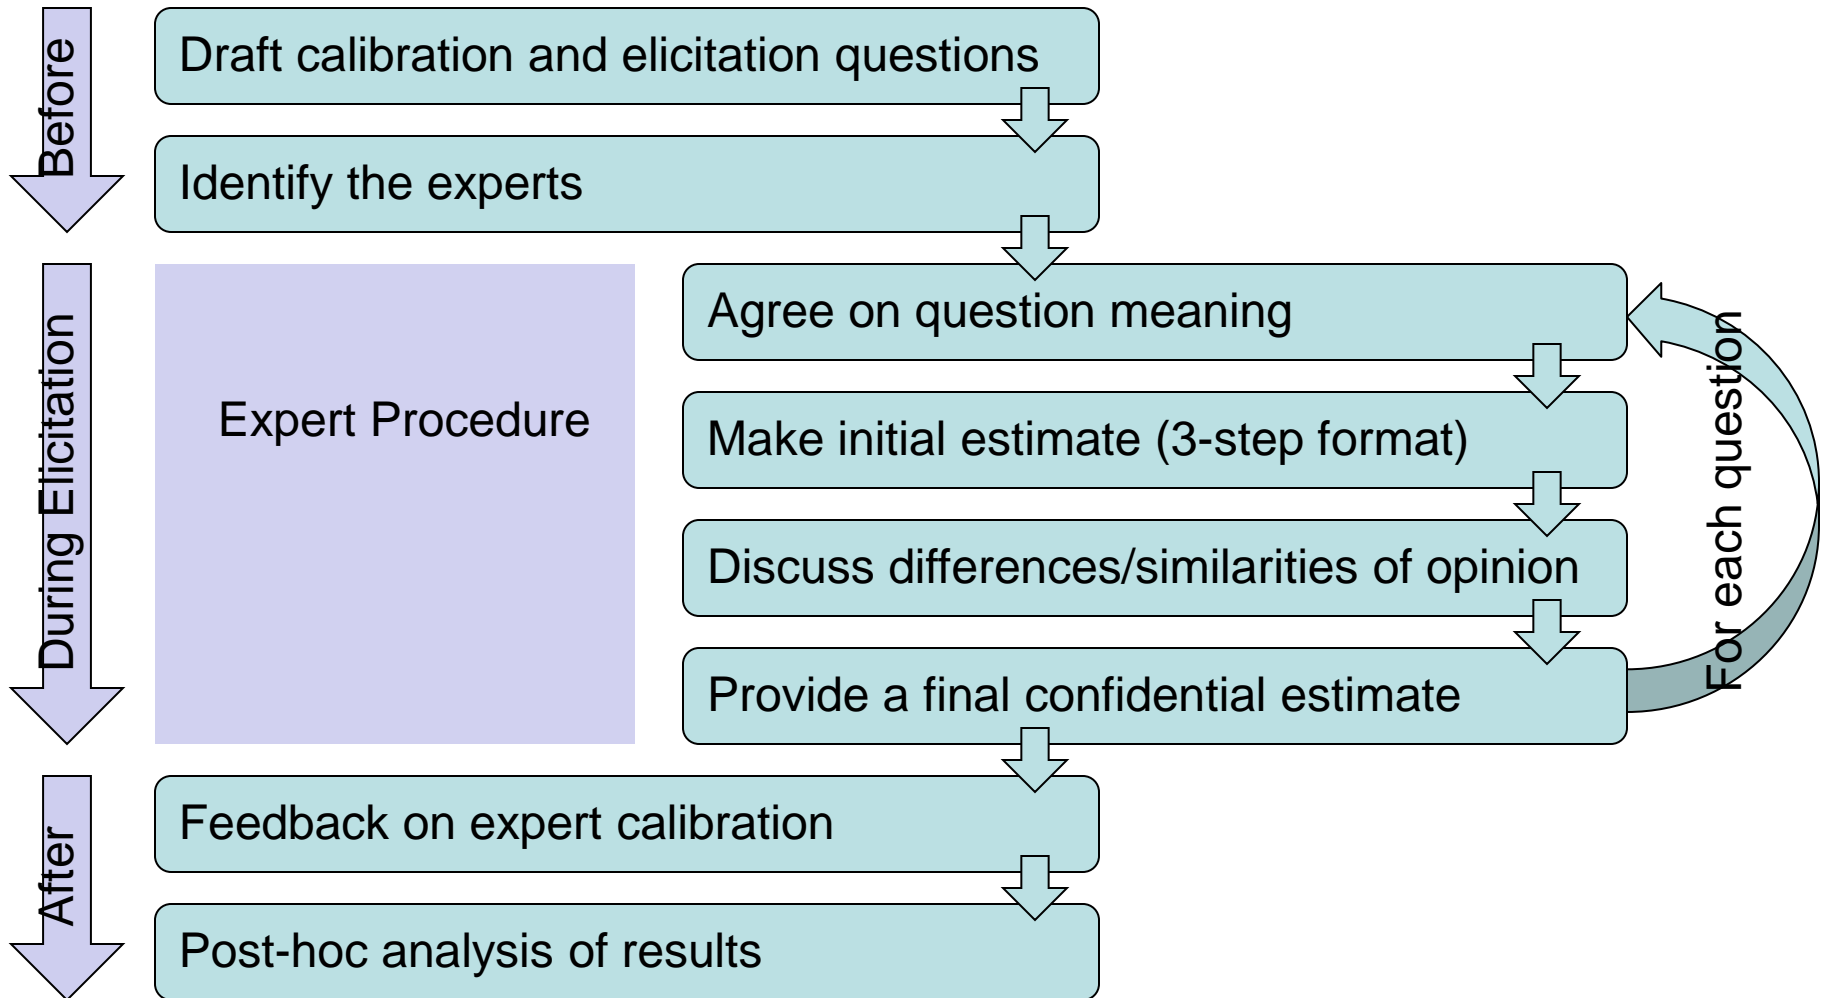 Before
Draft calibration and elicitation questions
Identify the experts
During Elicitation
Expert Procedure
Agree on question meaning
Make initial estimate (3-step format)
Discuss differences/similarities of opinion
Provide a final confidential estimate
For each question
After
Feedback on expert calibration
Post-hoc analysis of results